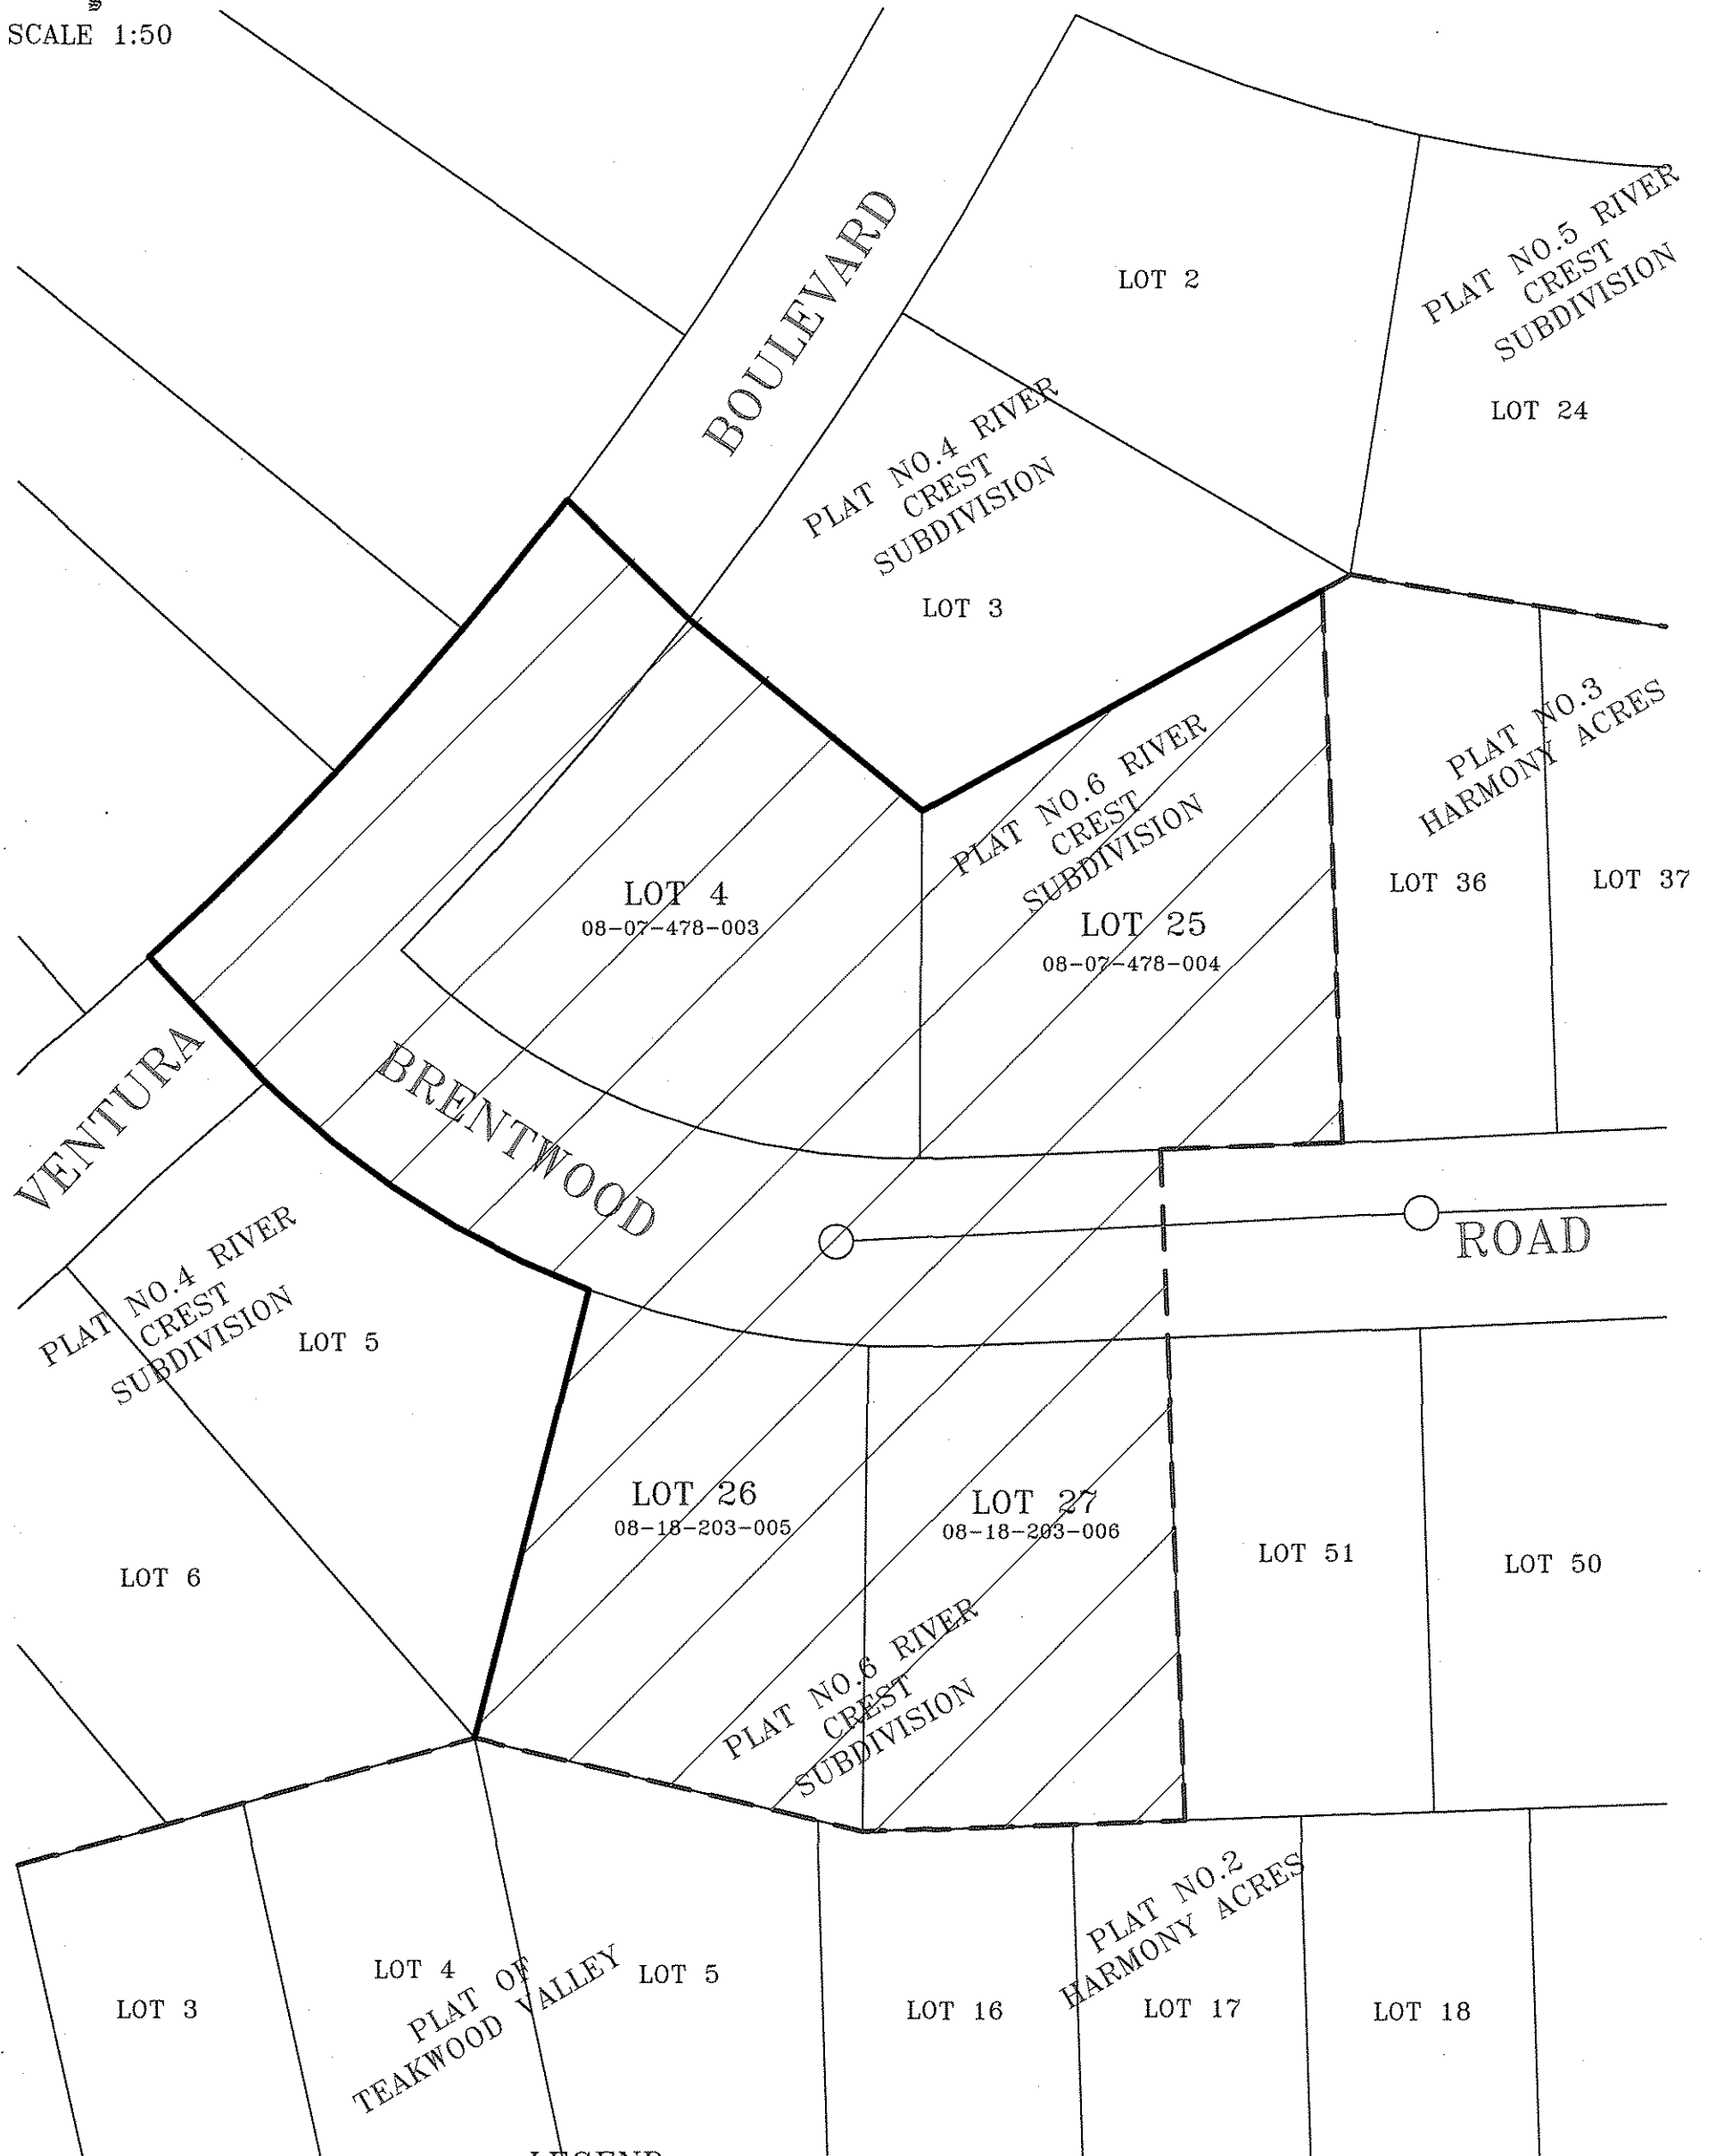 SCALE 1:50
BOULEVARD
LOT 2
PLAT NO.5 RIVER
CREST
SUBDIVISION
LOT 24
PLAT NO.4 RIVER
CREST
SUBDIVISION
LOT 3
PLAT NO.3
HARMONY ACRES
LOT 36
LOT 37
PLAT NO.6 RIVER
CREST
SUBDIVISION
LOT 4
08-07-478-003
LOT 25
08-07-478-004
VENTURA
BRENTWOOD
ROAD
PLAT NO.4 RIVER
CREST
SUBDIVISION
LOT 5
LOT 6
LOT 26
08-18-203-005
LOT 27
08-18-203-006
LOT 51
LOT 50
PLAT NO.6 RIVER
CREST
SUBDIVISION
PLAT NO.2
HARMONY ACRES
LOT 3
LOT 4
PLAT OF
TEAKWOOD VALLEY
LOT 5
LOT 16
LOT 17
LOT 18
LEGEND